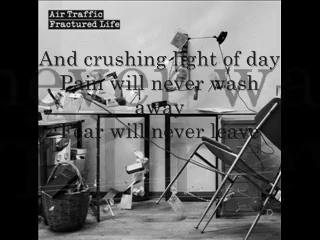 Air Traffic
Fractured Life
And crushing light of day
Pain will never wash
away
Fear will never leave